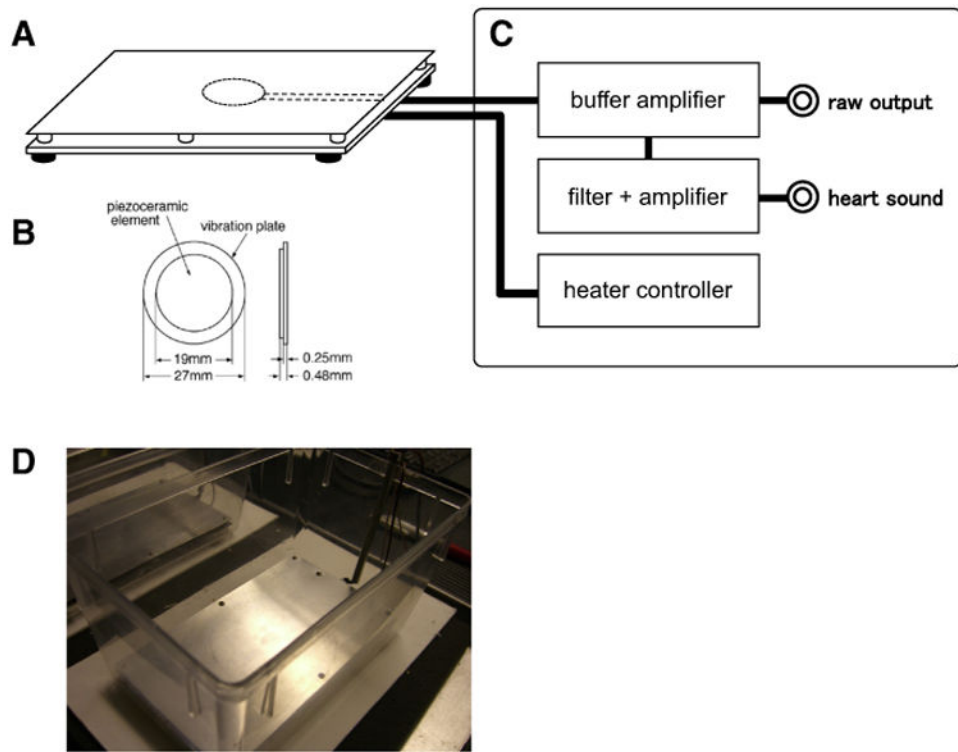 A
C
buffer amplifier
raw output
filter + amplifier
heart sound
heater controller
B
piezoceramic
element
vibration plate
19mm
27mm
0.25mm
0.48mm
D